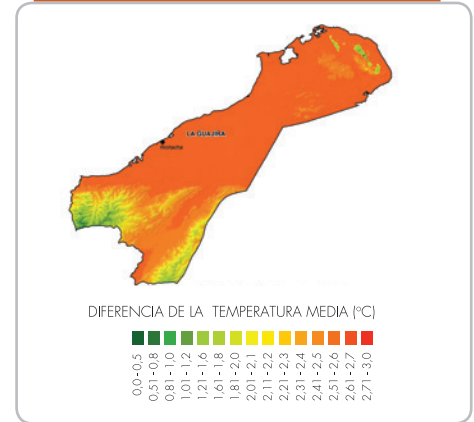 LA GUAJIRA
Riohacha
DIFERENCIA DE LA TEMPERATURA MEDIA (ºC)
0,0 - 0,5
0,51 - 0,8
0,81 - 1,0
1,01 - 1,2
1,21 - 1,6
1,61 - 1,8
1,81 - 2,0
2,01 - 2,1
2,11 - 2,2
2,21 - 2,3
2,31 - 2,4
2,41 - 2,5
2,51 - 2,6
2,61 - 2,7
2,71 - 3,0